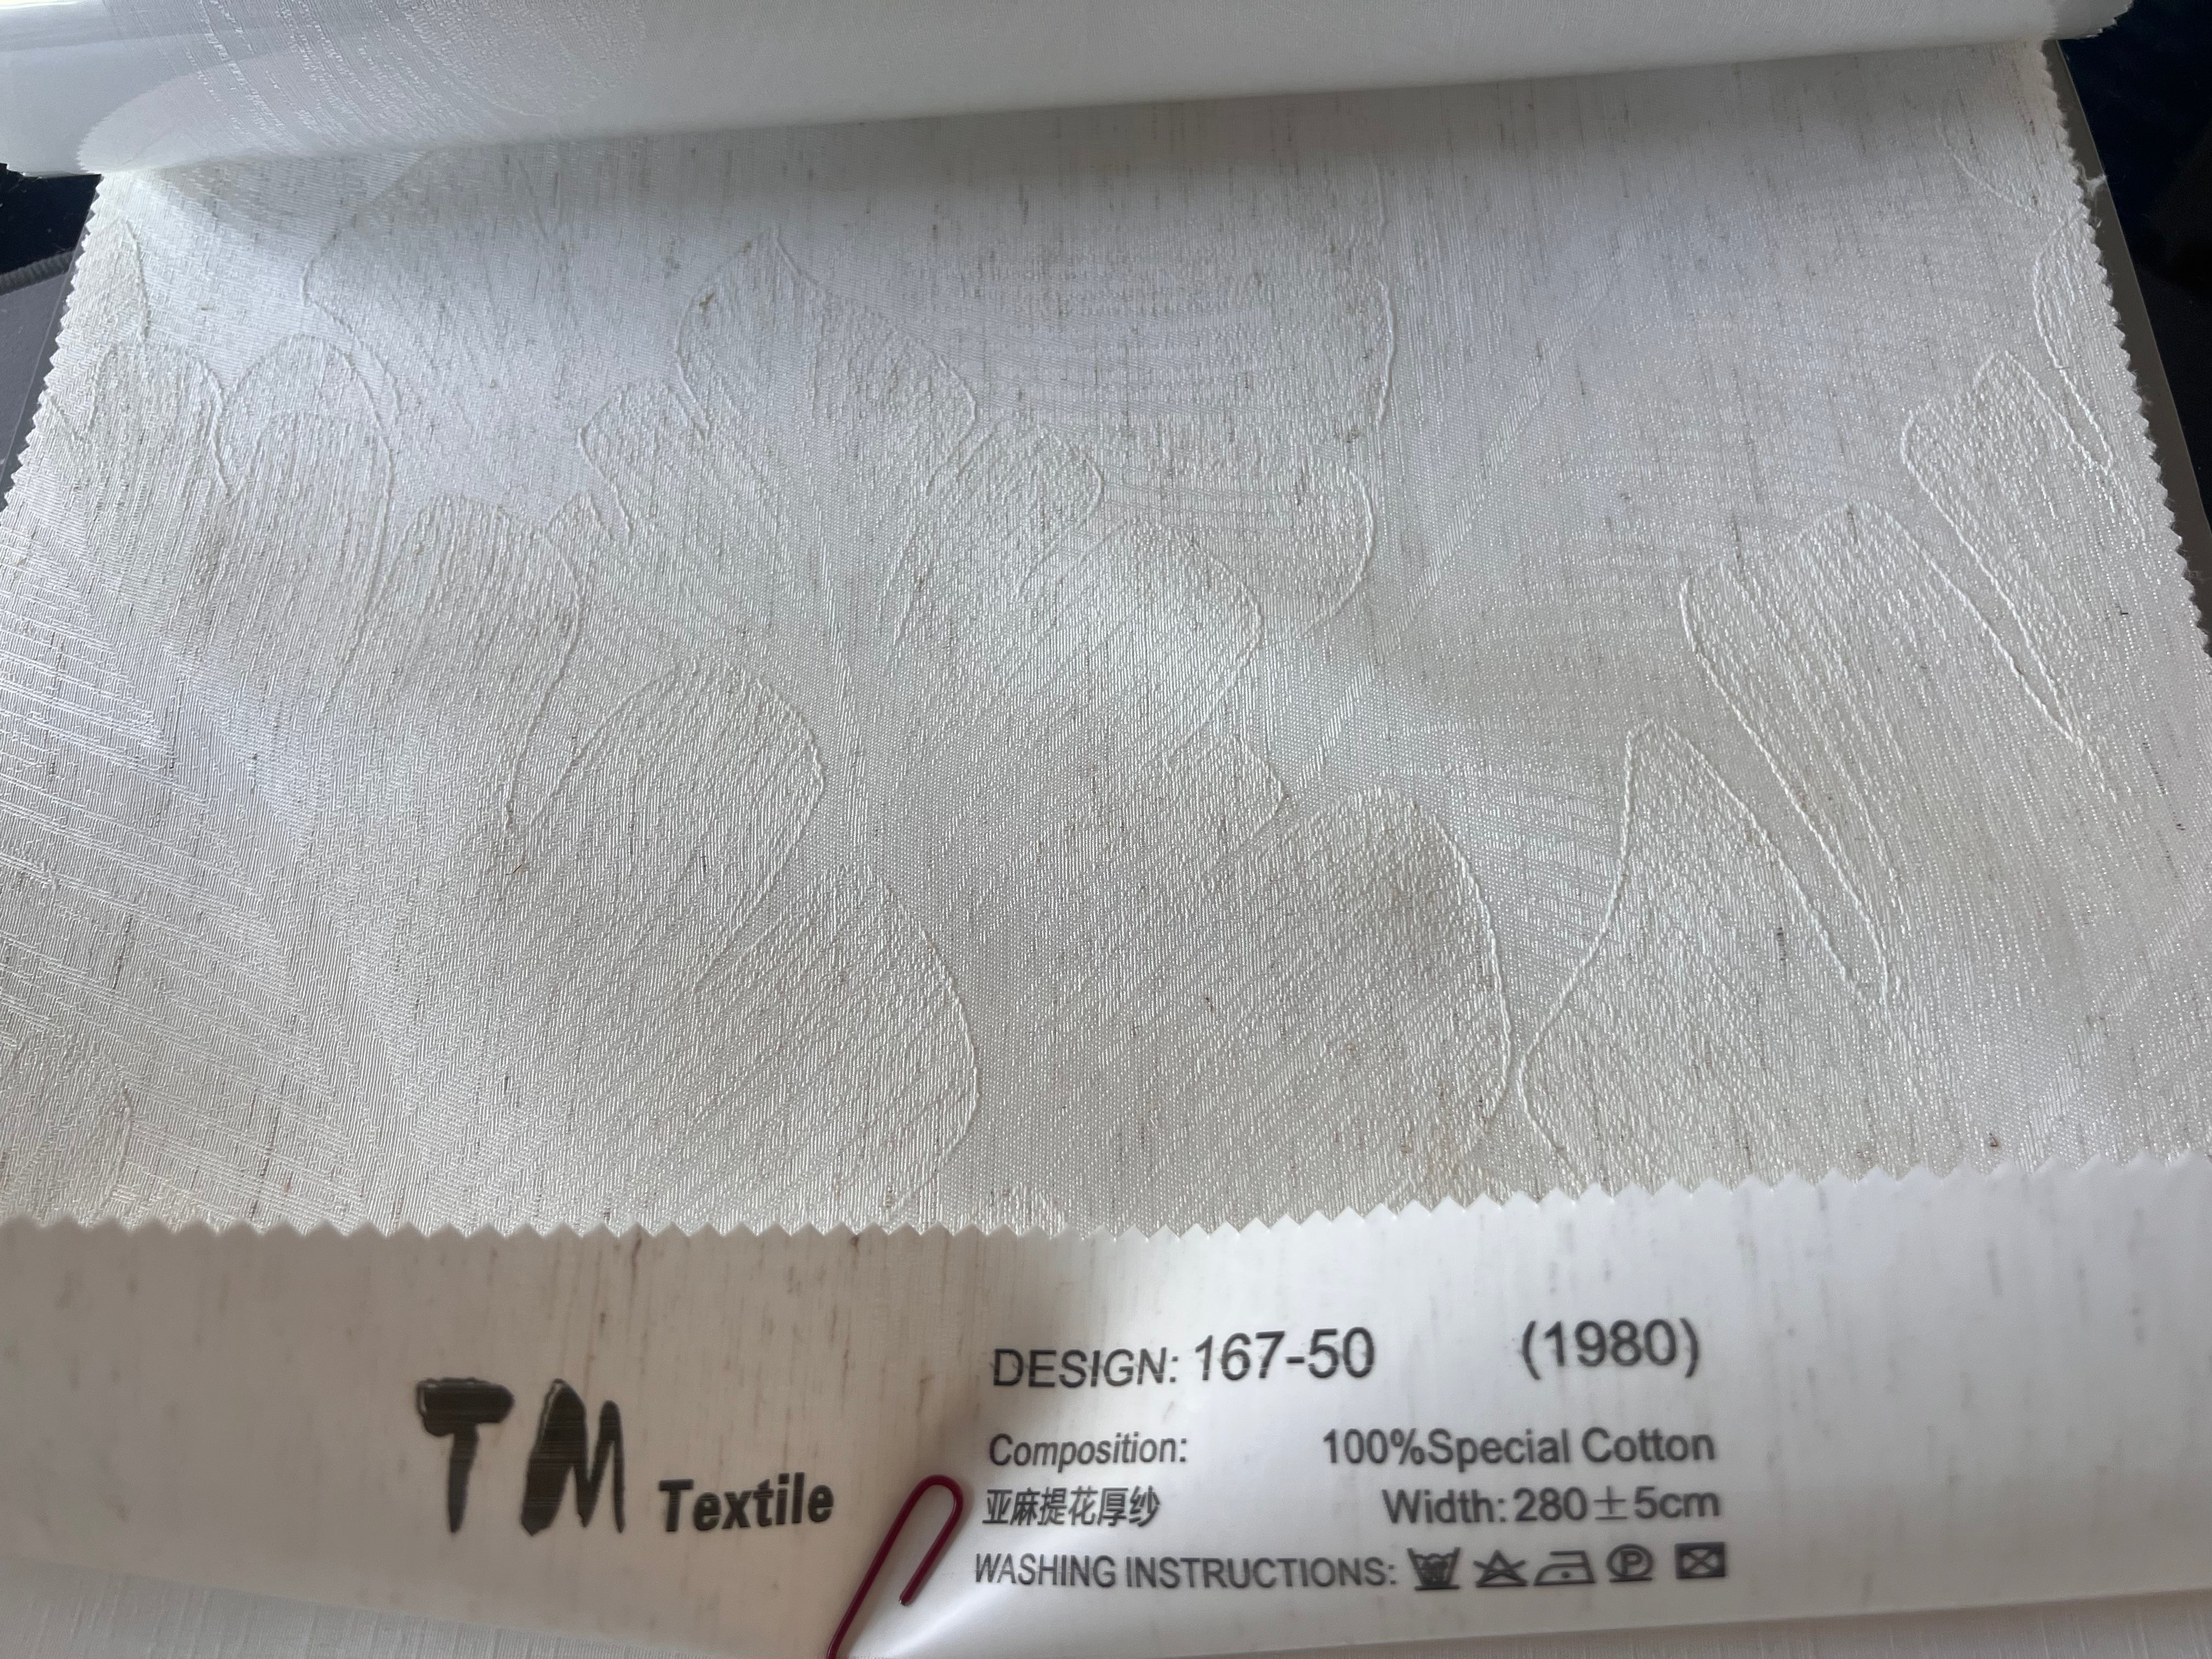 TM Textile
DESIGN: 167-50 (1980)
Composition: 100%Special Cotton
亚麻提花厚纱 Width: 280±5cm
WASHING INSTRUCTIONS: P